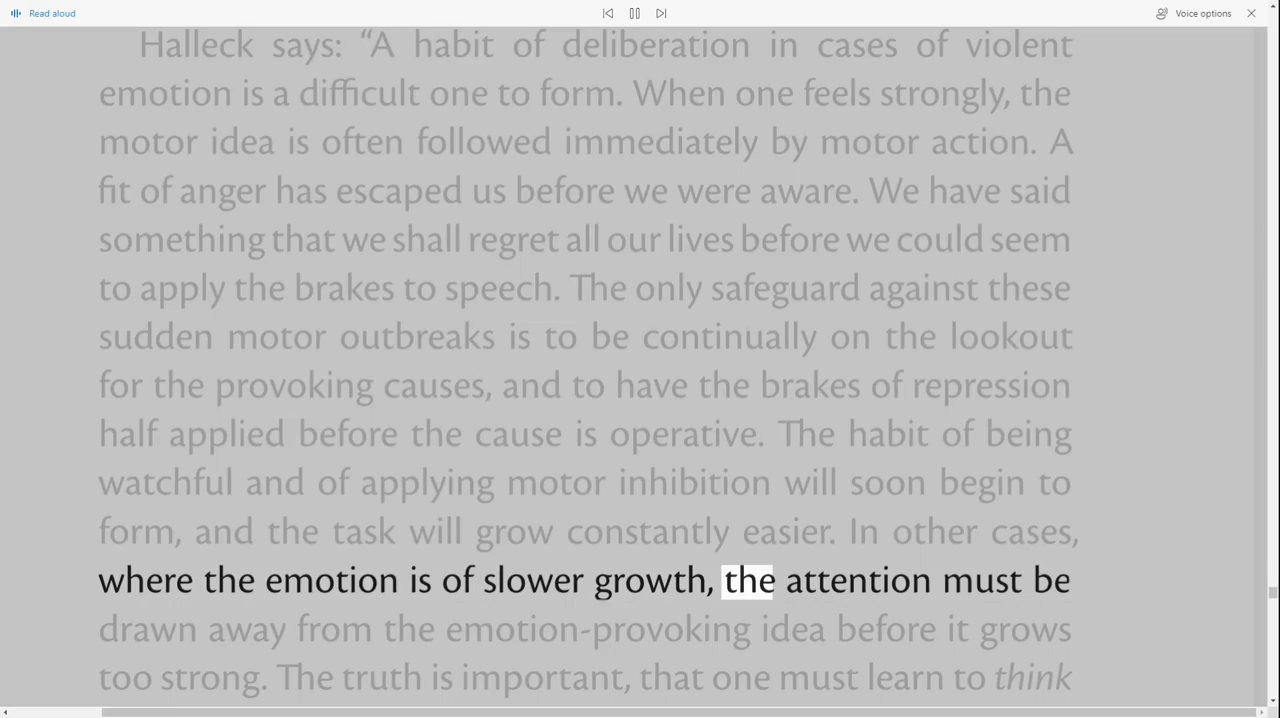 Read aloud
Voice options
Halleck says: “A habit of deliberation in cases of violent
emotion is a difficult one to form. When one feels strongly, the
motor idea is often followed immediately by motor action. A
fit of anger has escaped us before we were aware. We have said
something that we shall regret all our lives before we could seem
to apply the brakes to speech. The only safeguard against these
sudden motor outbreaks is to be continually on the lookout
for the provoking causes, and to have the brakes of repression
half applied before the cause is operative. The habit of being
watchful and of applying motor inhibition will soon begin to
form, and the task will grow constantly easier. In other cases,
where the emotion is of slower growth, the attention must be
drawn away from the emotion-provoking idea before it grows
too strong. The truth is important, that one must learn to think